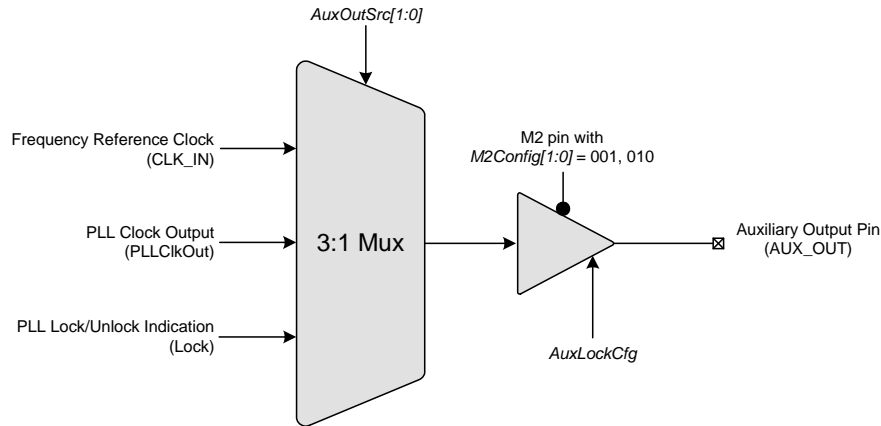 AuxOutSrc[1:0]
Frequency Reference Clock
(CLK_IN)
PLL Clock Output
(PLLClkOut)
PLL Lock/Unlock Indication
(Lock)
3:1 Mux
M2 pin with
M2Config[1:0] = 001, 010
Auxiliary Output Pin
(AUX_OUT)
AuxLockCfg